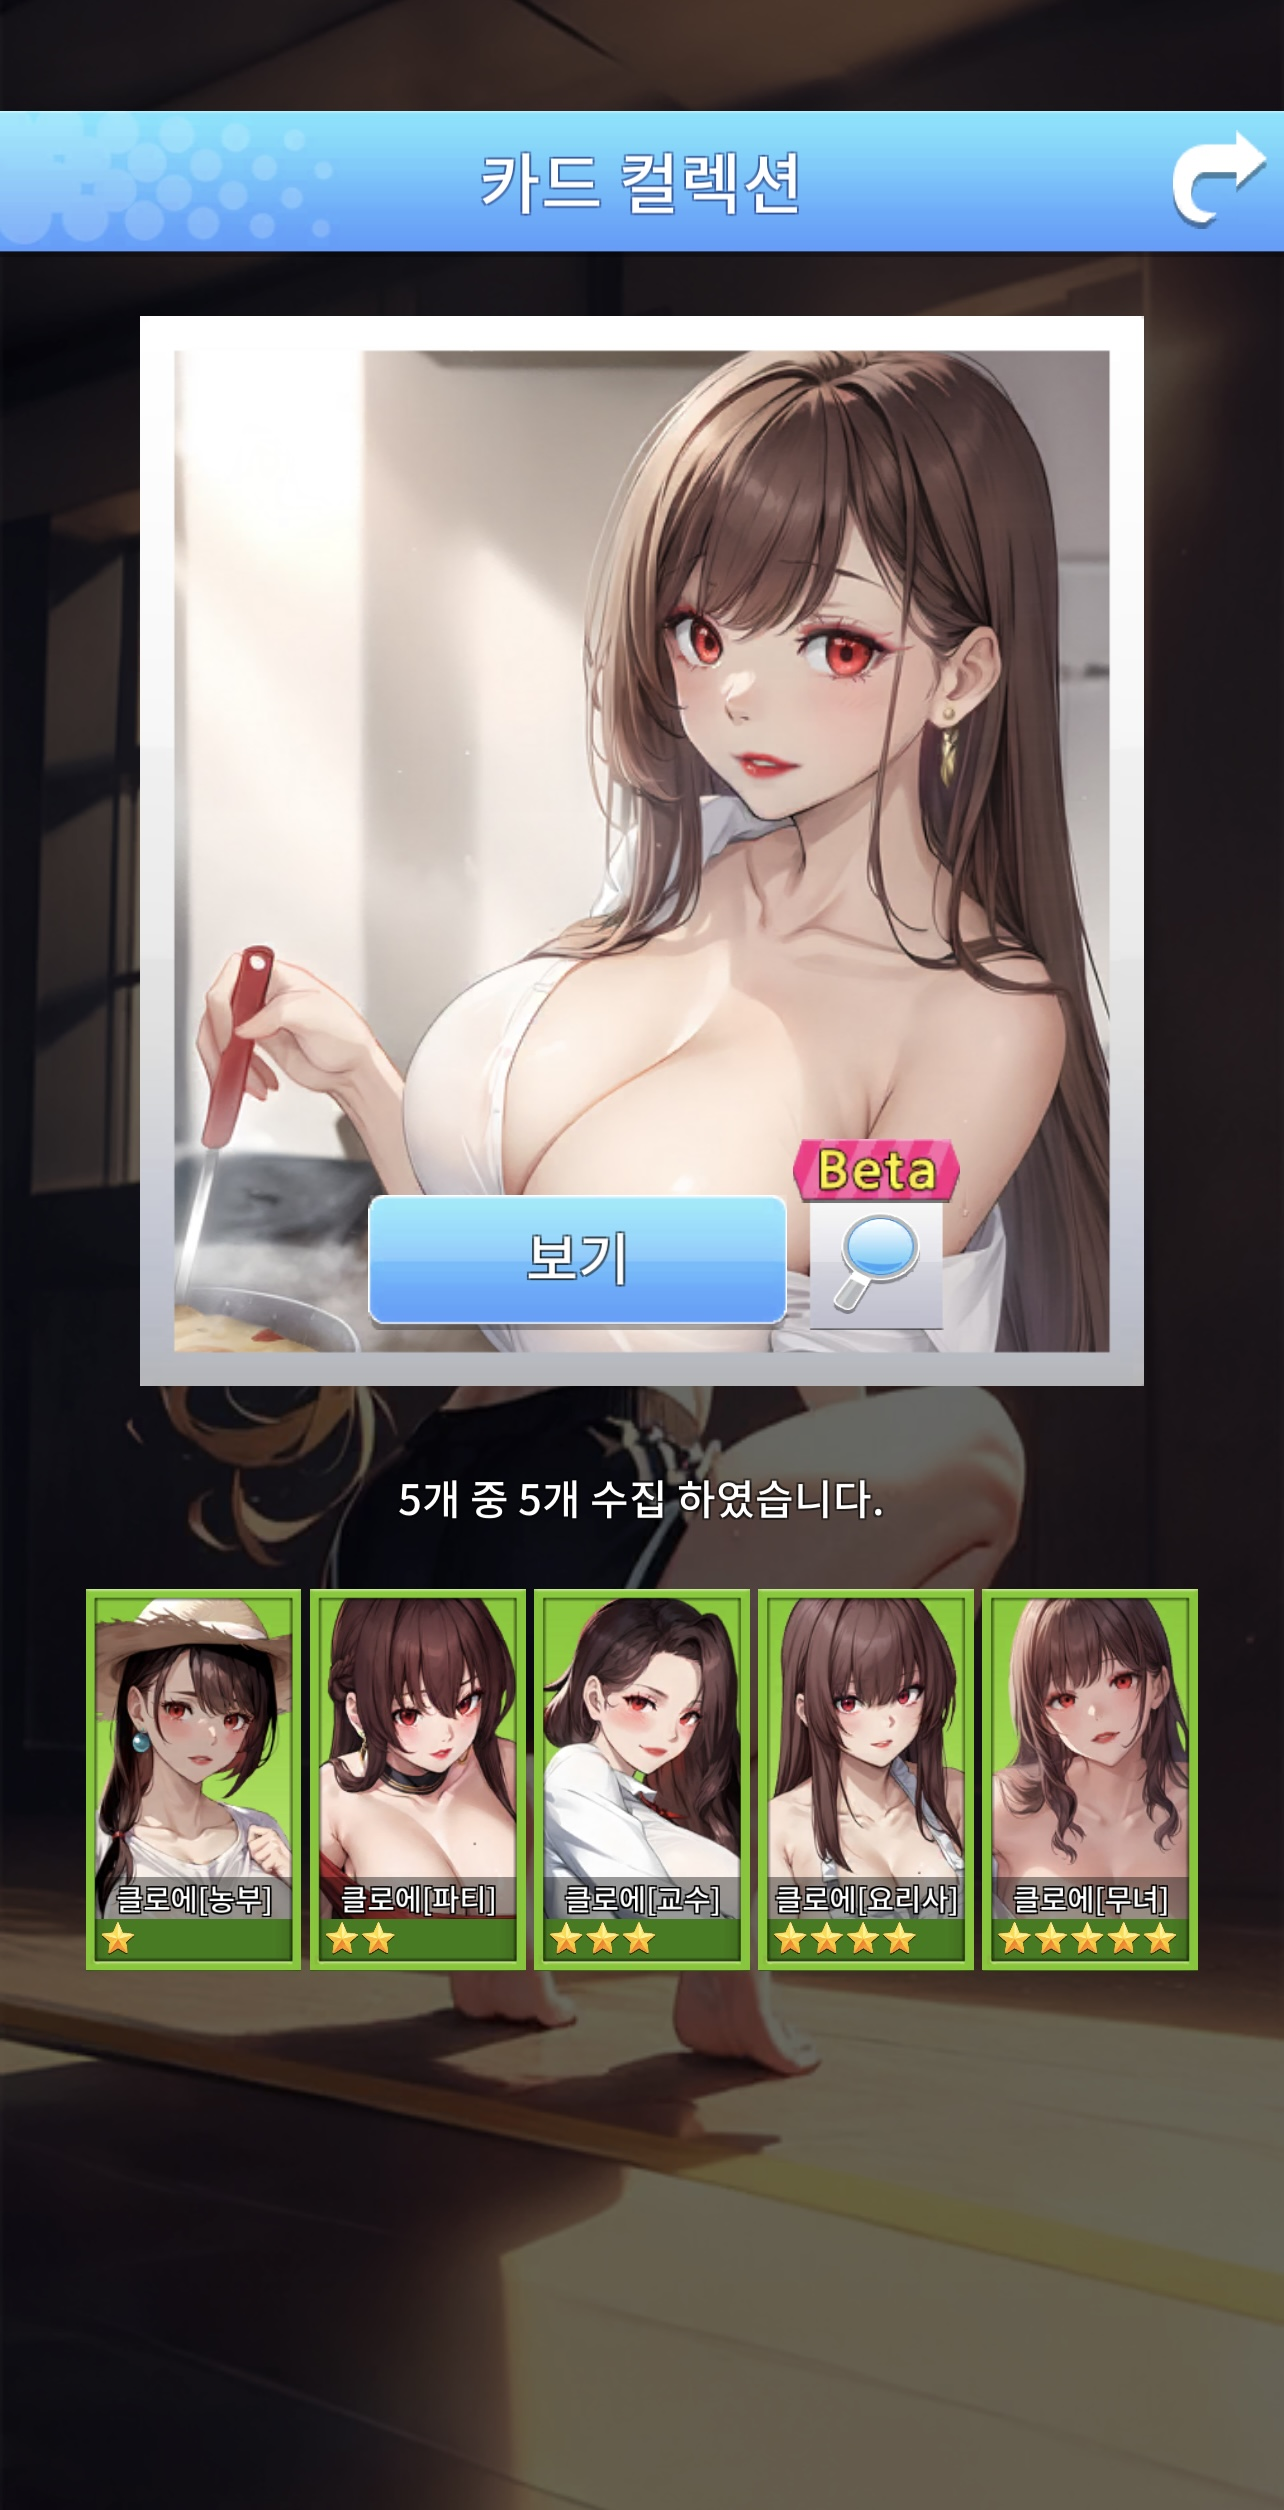 카드 컬렉션
Beta
보기
5개 중 5개 수집 하였습니다.
클로에[농부]
클로에[파티]
클로에[교수]
클로에[요리사]
클로에[무녀]